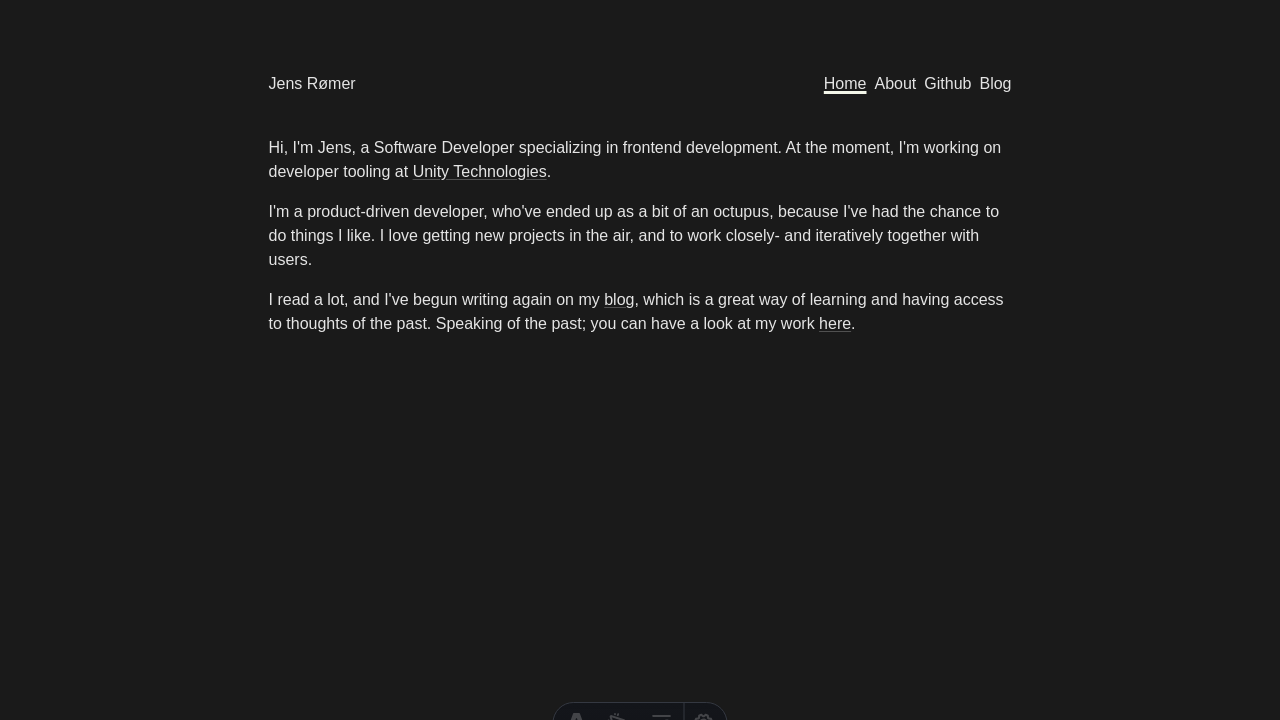 Jens Rømer
Home About Github Blog
Hi, I'm Jens, a Software Developer specializing in frontend development. At the moment, I'm working on
developer tooling at Unity Technologies.
I'm a product-driven developer, who've ended up as a bit of an octupus, because I've had the chance to
do things I like. I love getting new projects in the air, and to work closely- and iteratively together with
users.
I read a lot, and I've begun writing again on my blog, which is a great way of learning and having access
to thoughts of the past. Speaking of the past; you can have a look at my work here.